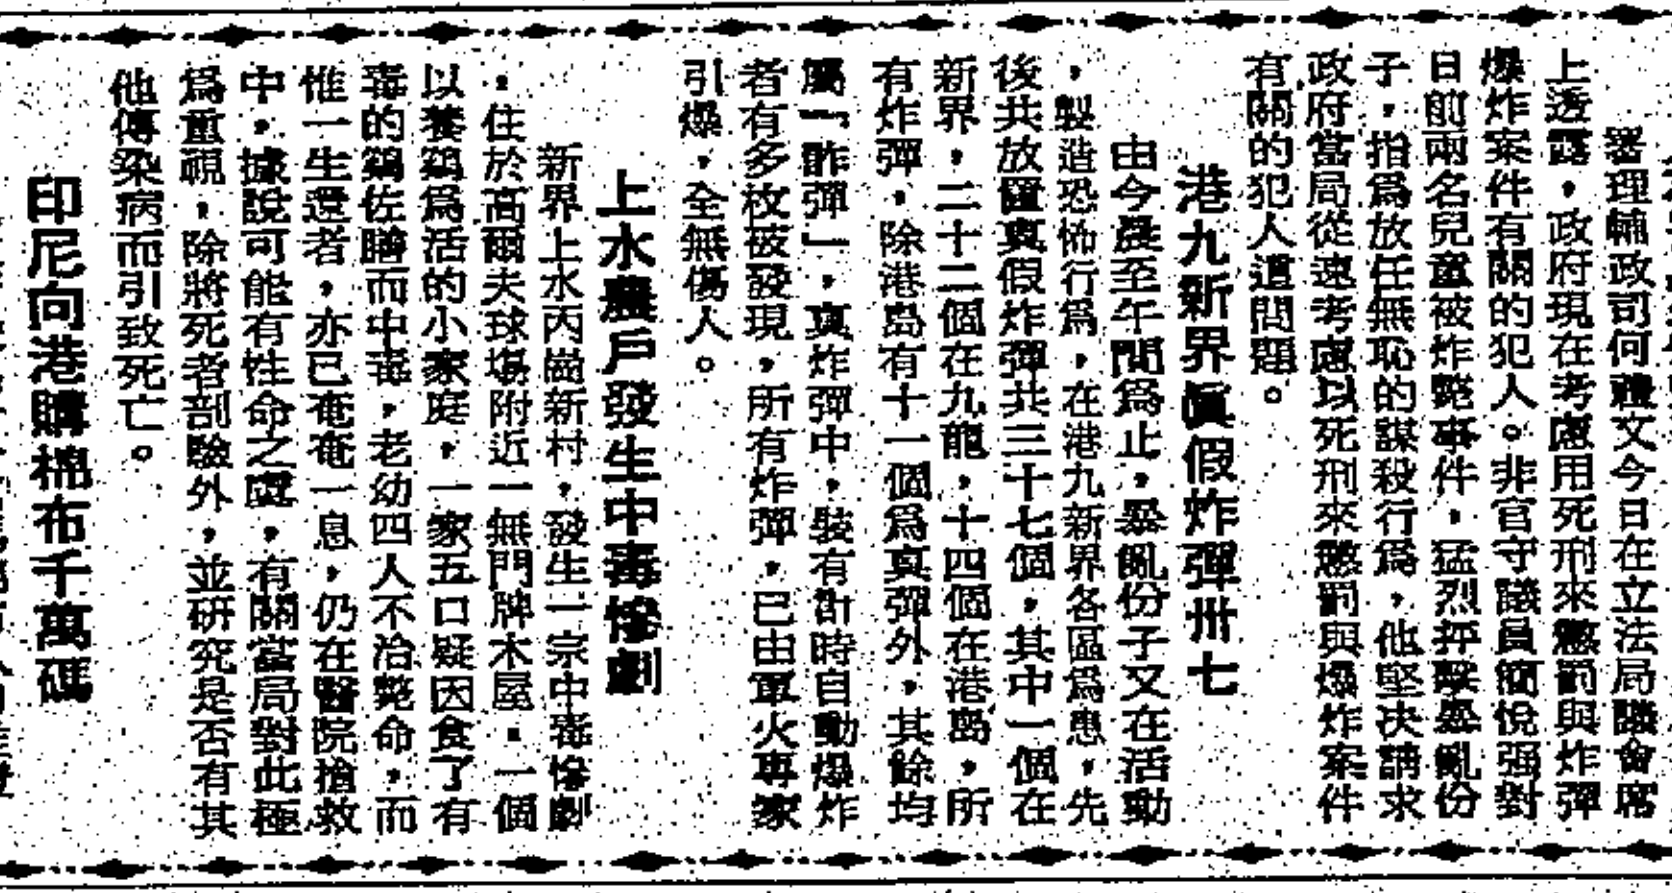 署理輔政司何禮文今日在立法局議會席
上透露，政府現在考慮用死刑來懲罰與炸彈
爆炸案件有關的犯人。非官守議員簡悅强對
日前兩名兒童被炸斃事件，猛烈抨擊暴亂份
子，指爲放任無恥的謀殺行爲，他堅决請求
政府當局從速考慮以死刑來懲罰與爆炸案件
有關的犯人這問題。
港九新界眞假炸彈卅七
由今晨至午間爲止，暴亂份子又在活動
，製造恐怖行爲，在港九新界各區爲患，先
後共放置真假炸彈共三十七個，其中一個在
新界，二十二個在九龍，十四個在港島，所
有炸彈，除港島有十一個爲真彈外，其餘均
屬「詐彈」，真炸彈中，裝有計時自動爆炸
者有多枚被發現，所有炸彈，已由軍火專家
引爆，全無傷人。
上水農戶發生中毒慘劇
新界上水丙崗新村，發生一宗中毒慘劇
，住於高爾夫球塲附近一無門牌木屋，一個
以養鷄爲活的小家庭，一家五口疑因食了有
毒的鷄佐膳而中毒，老幼四人不治斃命，而
惟一生還者，亦已奄奄一息，仍在醫院搶救
中，據說可能有性命之虞，有關當局對此極
爲重視，除將死者剖驗外，並研究是否有其
他傳染病而引致死亡。
印尼向港購棉布千萬碼